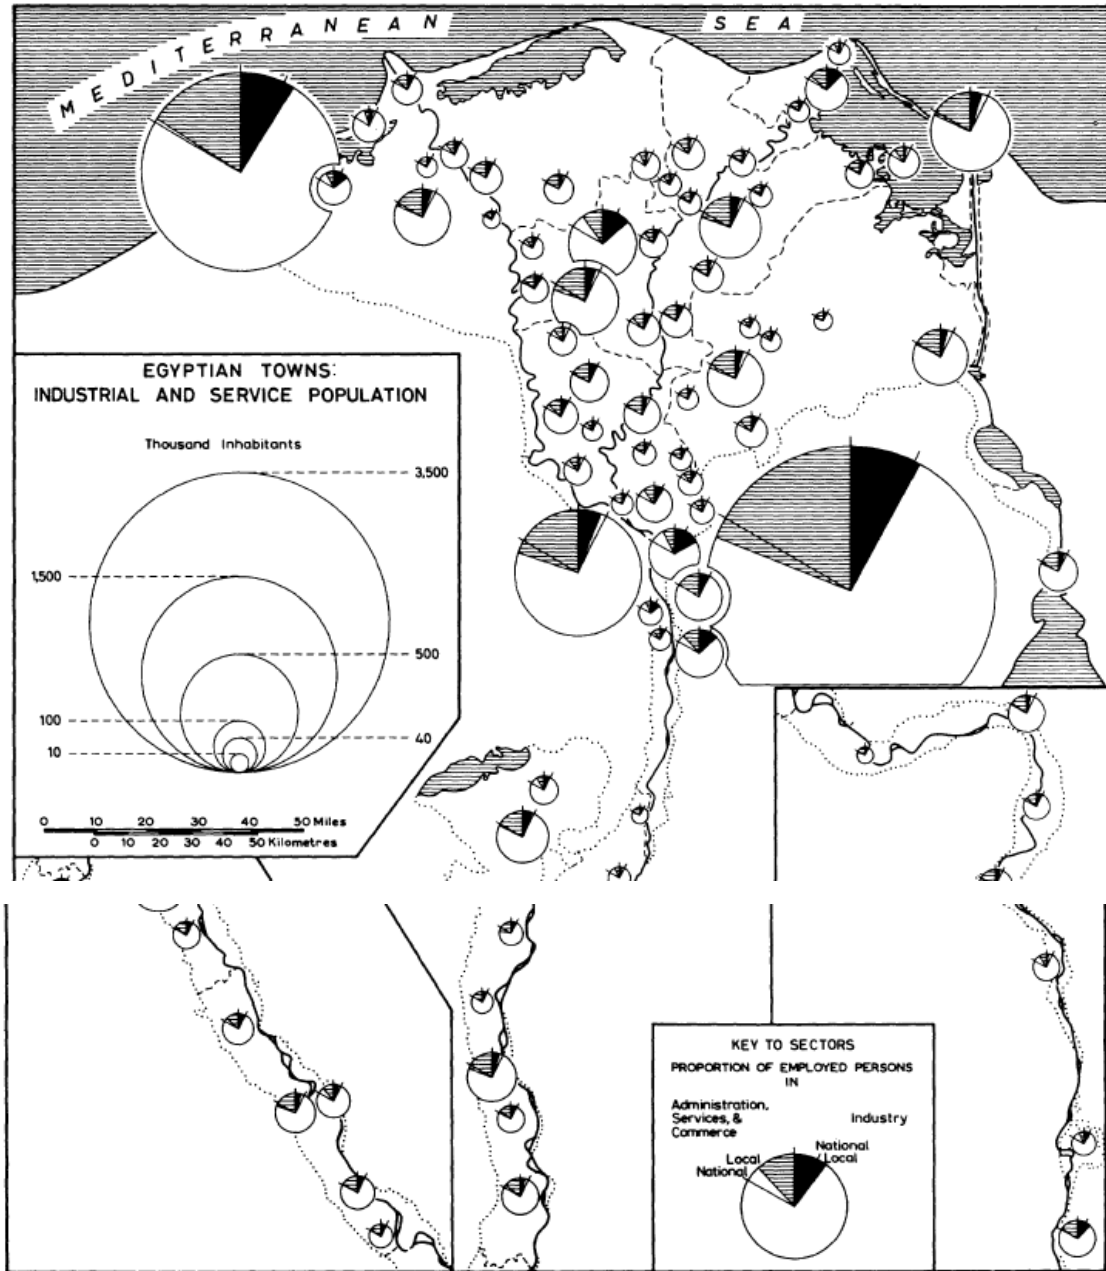 MEDITERRANEAN SEA
EGYPTIAN TOWNS:
INDUSTRIAL AND SERVICE POPULATION
Thousand Inhabitants
3,500
1,500
500
100
40
10
0 10 20 30 40 50 Miles
0 10 20 30 40 50 Kilometres
KEY TO SECTORS
PROPORTION OF EMPLOYED PERSONS
IN
Administration,
Services, &
Commerce
Industry
National
Local
Local
National